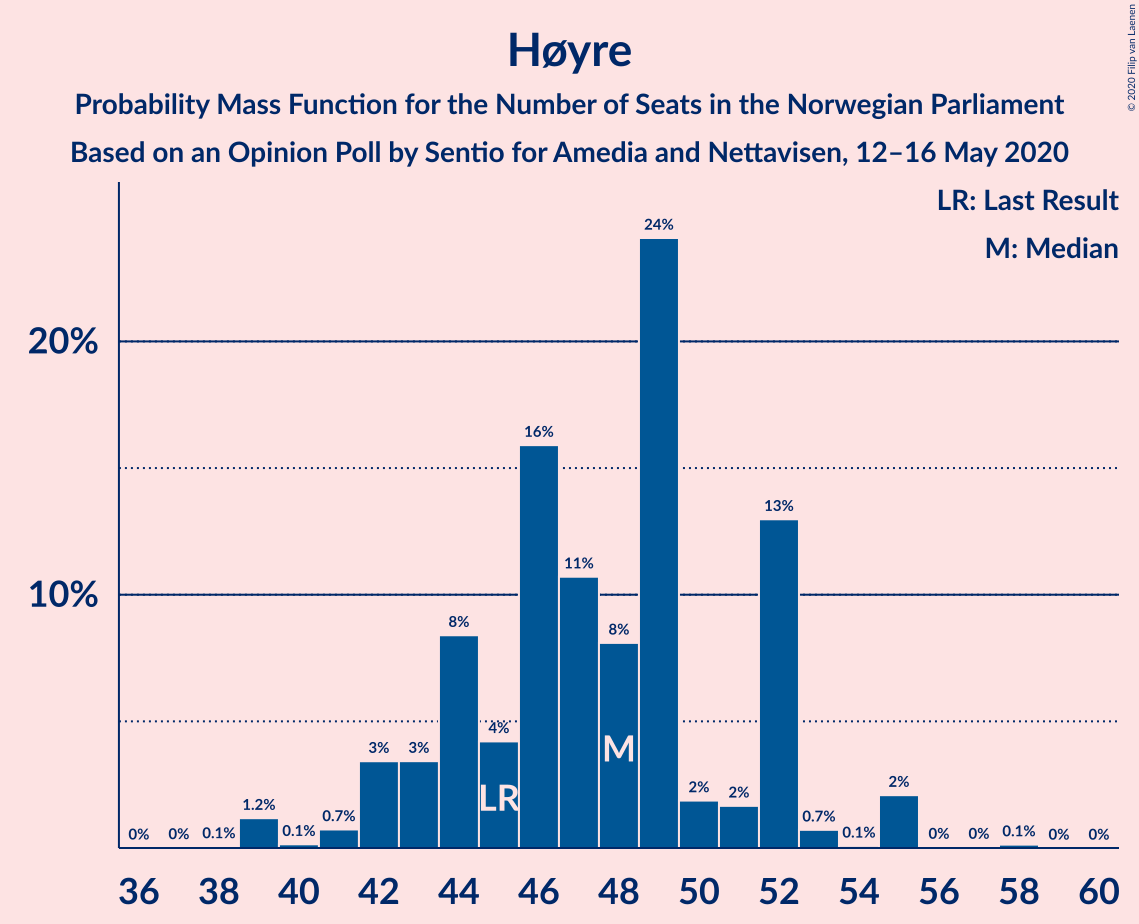 © 2020 Filip van Laenen
Høyre
Probability Mass Function for the Number of Seats in the Norwegian Parliament
Based on an Opinion Poll by Sentio for Amedia and Nettavisen, 12–16 May 2020
LR: Last Result
M: Median
20%
10%
0% 0% 0.1% 1.2% 0.1% 0.7% 3% 3% 8% 4% 16% 11% 8% 24% 2% 2% 13% 0.7% 0.1% 2% 0% 0% 0.1% 0% 0%
LR M
36 38 40 42 44 46 48 50 52 54 56 58 60